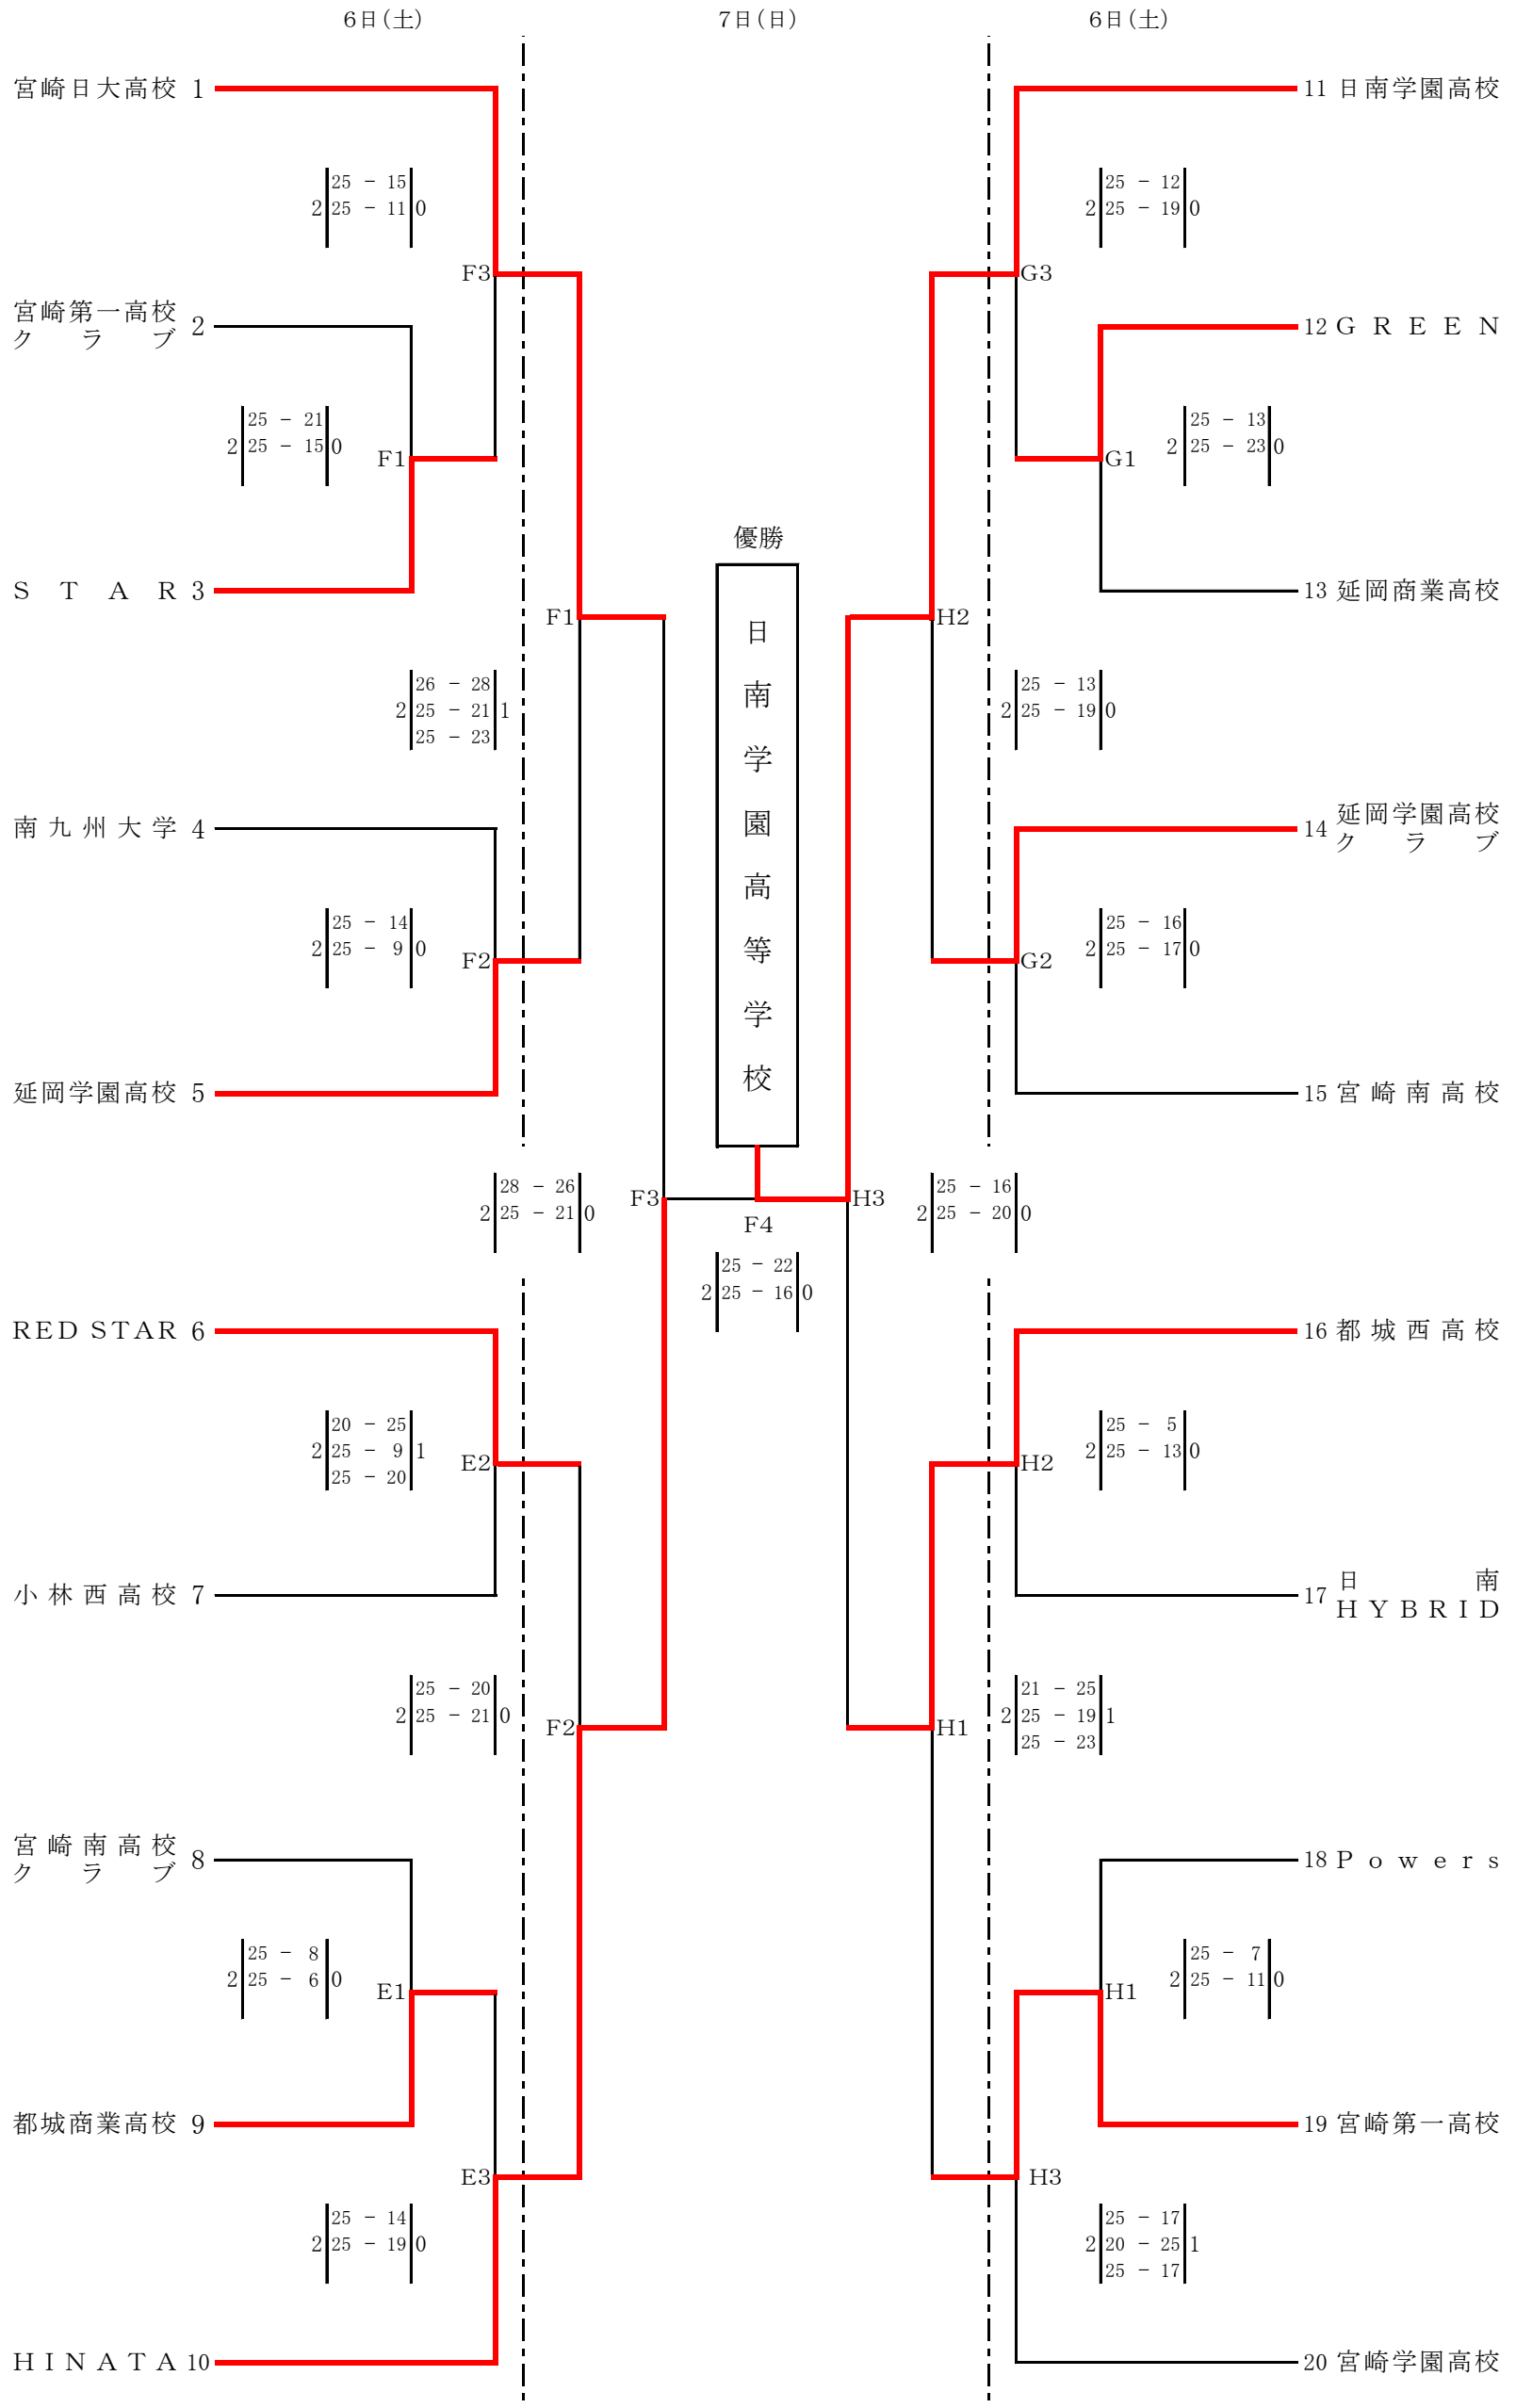 6日(土) 7日(日) 6日(土)
宮崎日大高校 1
11 日南学園高校
25 - 15
2 25 - 11 0
25 - 12
2 25 - 19 0
F3
G3
宮崎第一高校
クラブ 2
12 GREEN
25 - 21
2 25 - 15 0
F1
25 - 13
2 25 - 23 0
G1
優勝
日南学園高等学校
STAR 3
13 延岡商業高校
F1
H2
26 - 28
2 25 - 21 1
25 - 23
25 - 13
2 25 - 19 0
南九州大学 4
14 延岡学園高校
クラブ
25 - 14
2 25 - 9 0
F2
25 - 16
2 25 - 17 0
G2
延岡学園高校 5
15 宮崎南高校
28 - 26
2 25 - 21 0
F3
H3
25 - 16
2 25 - 20 0
F4
25 - 22
2 25 - 16 0
RED STAR 6
16 都城西高校
20 - 25
2 25 - 9 1
25 - 20
E2
25 - 5
2 25 - 13 0
H2
小林西高校 7
17 日南
HYBRID
25 - 20
2 25 - 21 0
F2
H1
21 - 25
2 25 - 19 1
25 - 23
宮崎南高校
クラブ 8
18 Powers
25 - 8
2 25 - 6 0
E1
25 - 7
2 25 - 11 0
H1
都城商業高校 9
19 宮崎第一高校
E3
H3
25 - 14
2 25 - 19 0
25 - 17
2 20 - 25 1
25 - 17
HINATA 10
20 宮崎学園高校